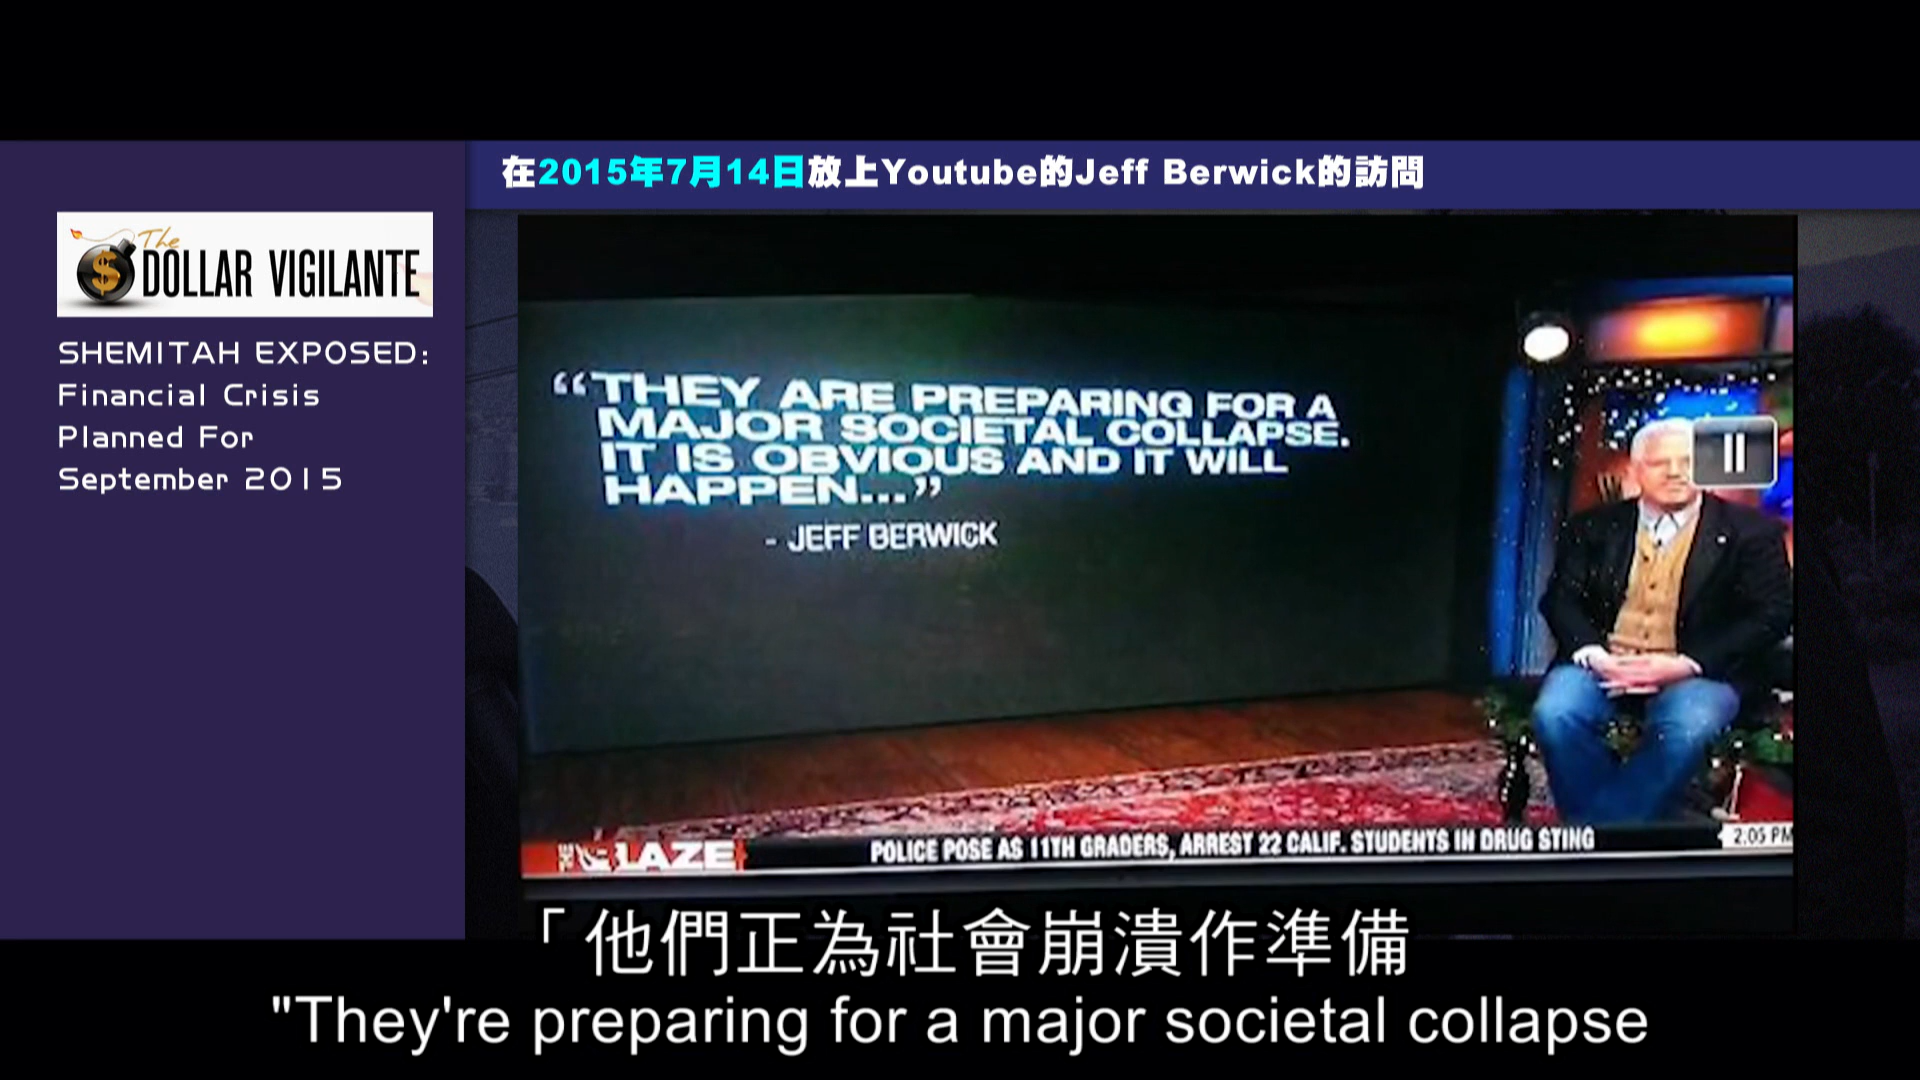 在2015年7月14日放上Youtube的Jeff Berwick的訪問
The
DOLLAR VIGILANTE
SHEMITAH EXPOSED:
Financial Crisis
Planned For
September 2015
“THEY ARE PREPARING FOR A
MAJOR SOCIETAL COLLAPSE.
IT IS OBVIOUS AND IT WILL
HAPPEN...”
- JEFF BERWICK
THE BLAZE
POLICE POSE AS 11TH GRADERS, ARREST 22 CALIF. STUDENTS IN DRUG STING
2:05 PM
「他們正為社會崩潰作準備
"They're preparing for a major societal collapse